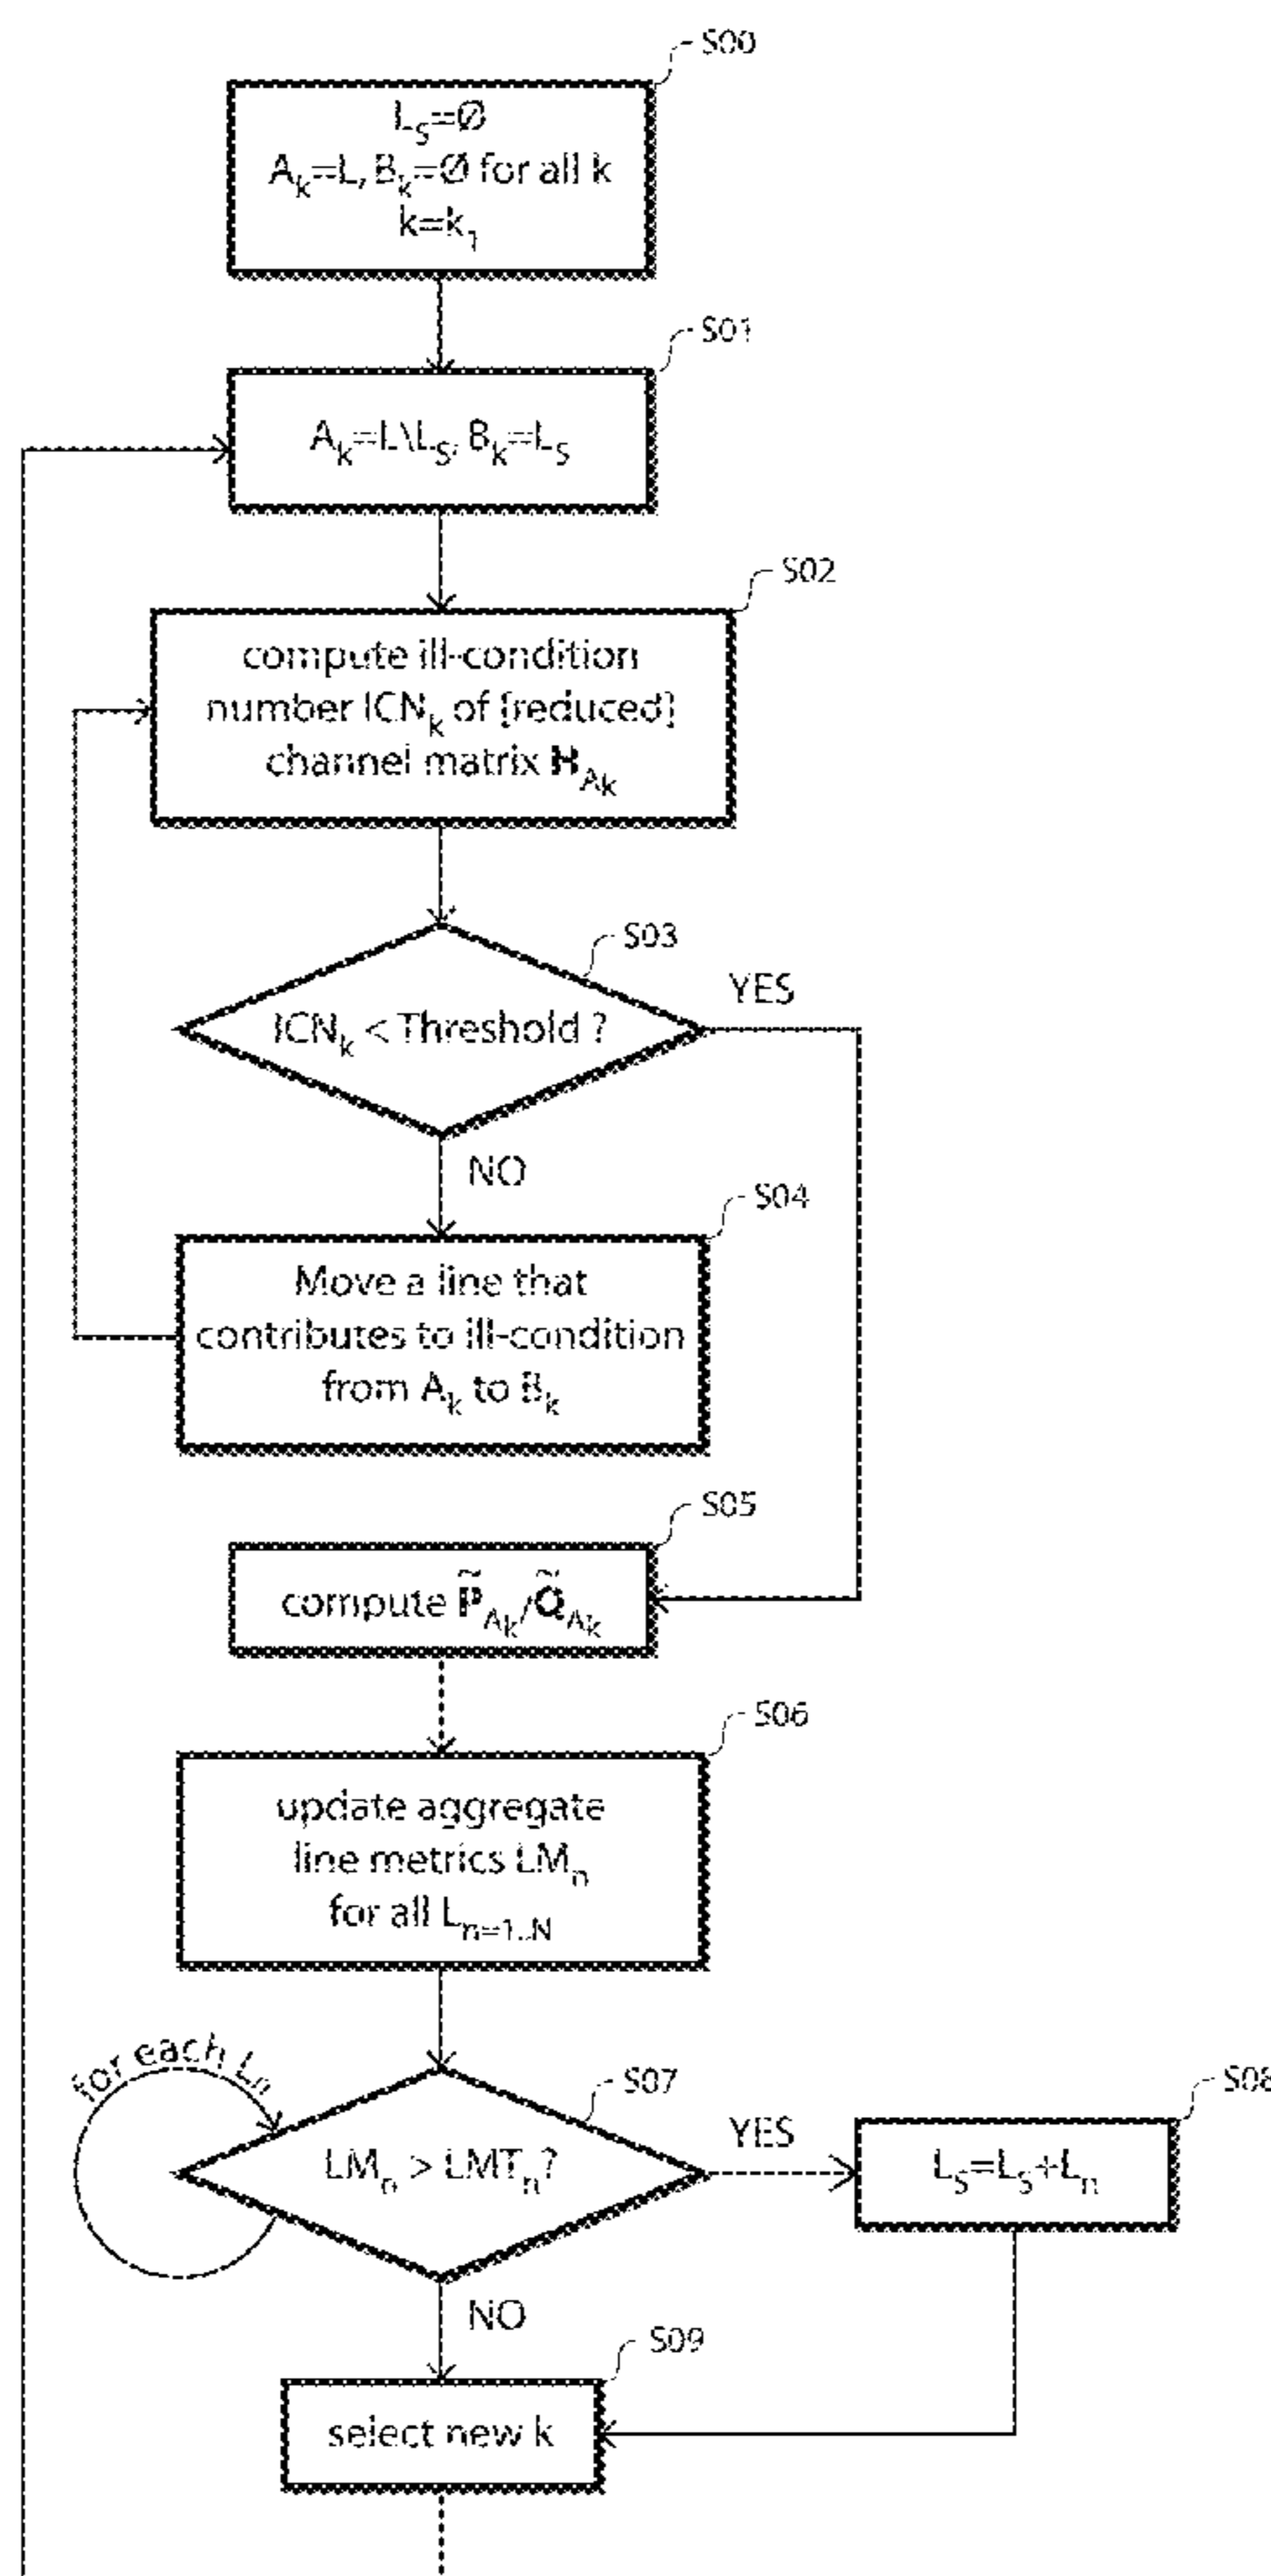 S00
L_S=Ø
A_k=L, B_k=Ø for all k
k=k_1
S01
A_k=L\L_S, B_k=L_S
S02
compute ill-condition
number ICN_k of [reduced]
channel matrix H_A_k
S03
ICN_k < Threshold ?
YES
NO
S04
Move a line that
contributes to ill-condition
from A_k to B_k
S05
compute P̃_A_k/Q̃_A_k
S06
update aggregate
line metrics LM_n
for all L_n=1..N
for each L_n
S07
LM_n > LMT_n?
YES
S08
L_S=L_S+L_n
NO
S09
select new k